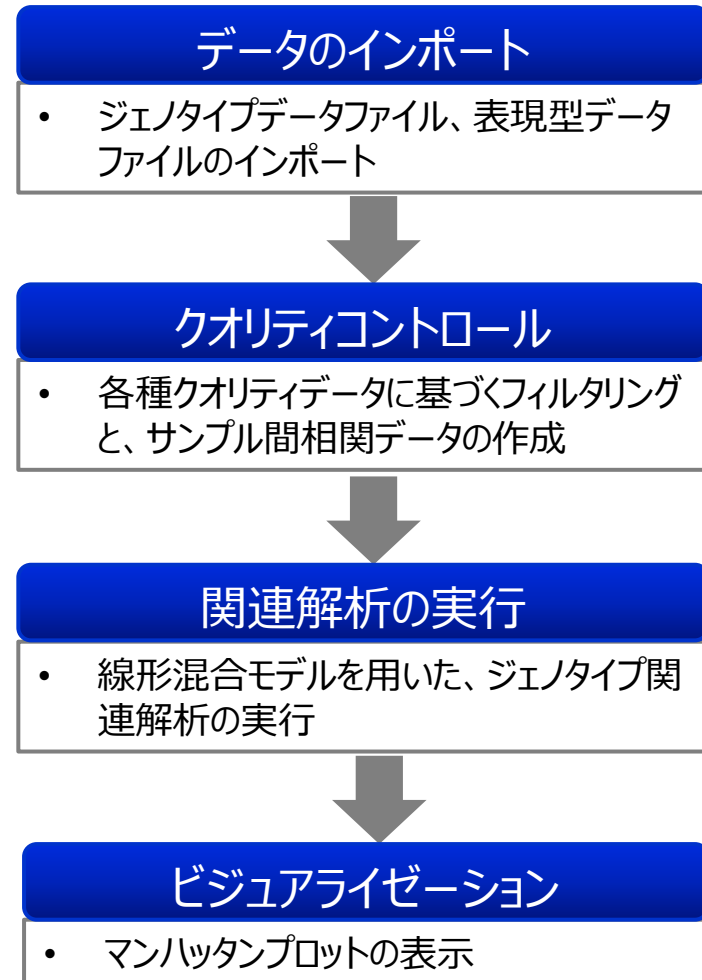 データのインポート
• ジェノタイプデータファイル、表現型データ
ファイルのインポート
クオリティコントロール
• 各種クオリティデータに基づくフィルタリング
と、サンプル間相関データの作成
関連解析の実行
• 線形混合モデルを用いた、ジェノタイプ関
連解析の実行
ビジュアライゼーション
• マンハッタンプロットの表示